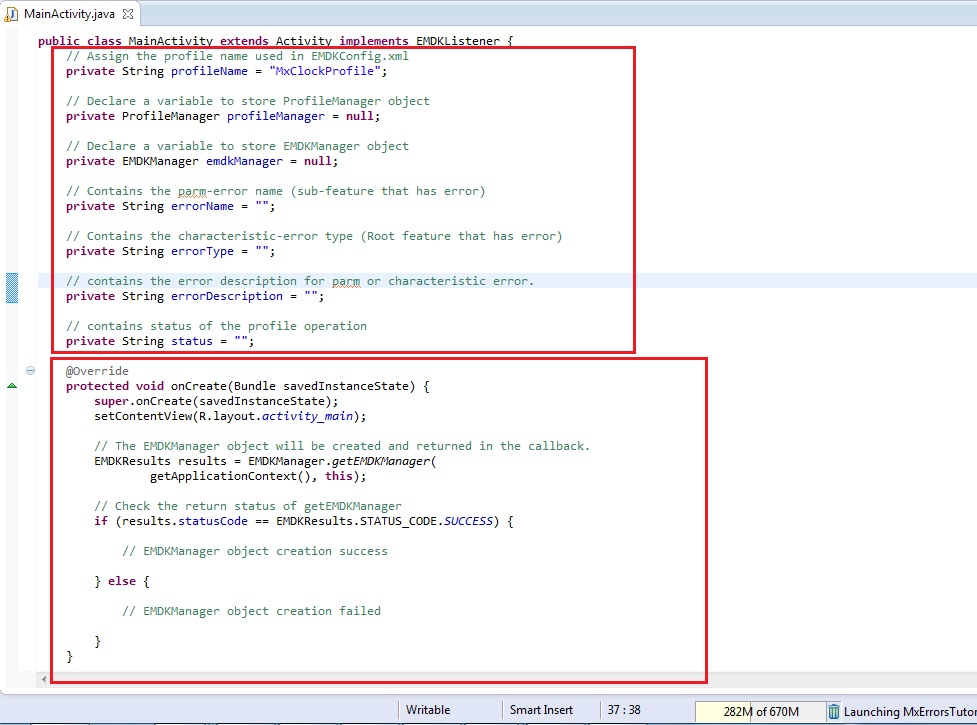 MainActivity.java
public class MainActivity extends Activity implements EMDKListener {
// Assign the profile name used in EMDKConfig.xml
private String profileName = "MxClockProfile";
// Declare a variable to store ProfileManager object
private ProfileManager profileManager = null;
// Declare a variable to store EMDKManager object
private EMDKManager emdkManager = null;
// Contains the parm-error name (sub-feature that has error)
private String errorName = "";
// Contains the characteristic-error type (Root feature that has error)
private String errorType = "";
// contains the error description for parm or characteristic error.
private String errorDescription = "";
// contains status of the profile operation
private String status = "";
@Override
protected void onCreate(Bundle savedInstanceState) {
super.onCreate(savedInstanceState);
setContentView(R.layout.activity_main);
// The EMDKManager object will be created and returned in the callback.
EMDKResults results = EMDKManager.getEMDKManager(
getApplicationContext(), this);
// Check the return status of getEMDKManager
if (results.statusCode == EMDKResults.STATUS_CODE.SUCCESS) {
// EMDKManager object creation success
} else {
// EMDKManager object creation failed
}
}
Writable Smart Insert 37 : 38 282M of 670M Launching MxErrorsTutor